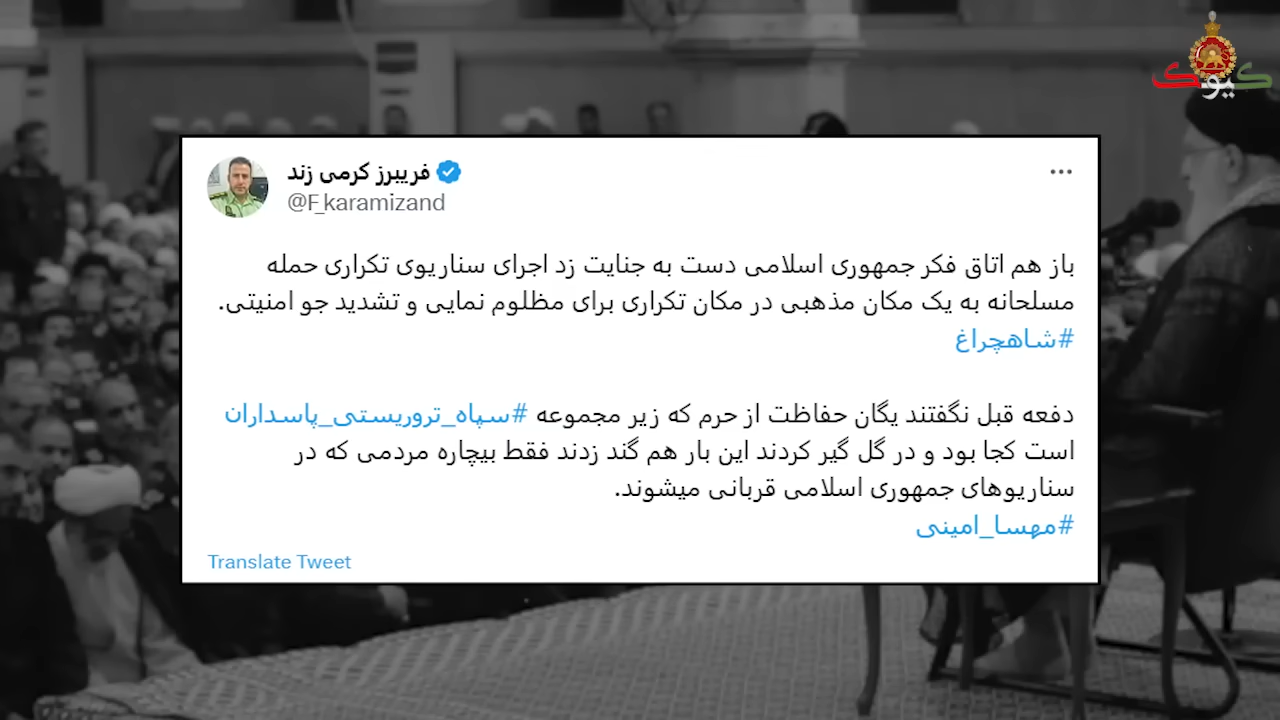 کیوک
فریبرز کرمی زند
@F_karamizand
باز هم اتاق فکر جمهوری اسلامی دست به جنایت زد اجرای سناریوی تکراری حمله
مسلحانه به یک مکان مذهبی در مکان تکراری برای مظلوم نمایی و تشدید جو امنیتی.
#شاهچراغ
دفعه قبل نگفتند یگان حفاظت از حرم که زیر مجموعه #سپاه_تروریستی_پاسداران
است کجا بود و در گل گیر کردند این بار هم گند زدند فقط بیچاره مردمی که در
سناریوهای جمهوری اسلامی قربانی میشوند.
#مهسا_امینی
Translate Tweet